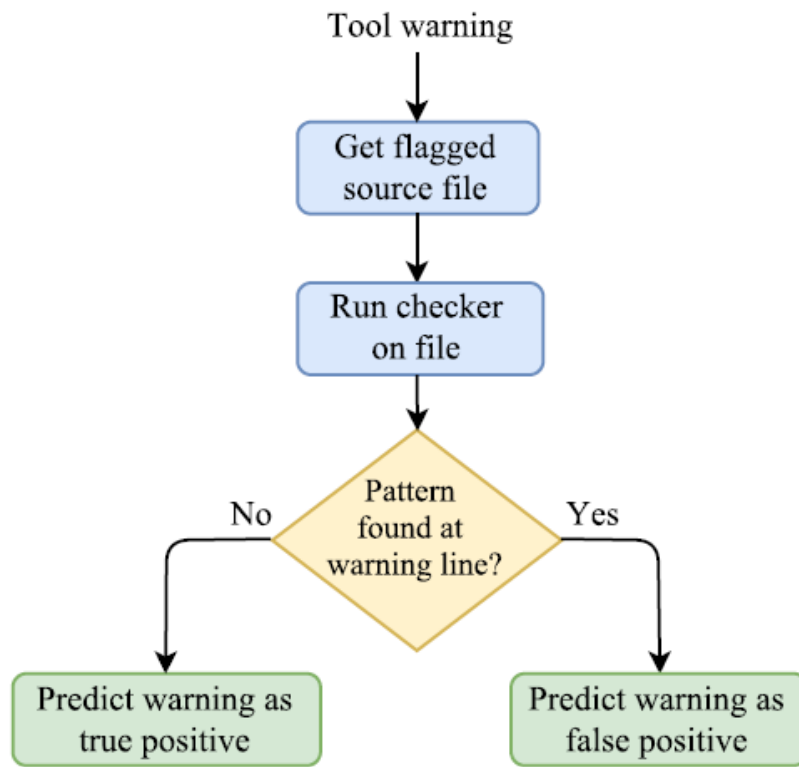 Tool warning
Get flagged
source file
Run checker
on file
Pattern
found at
warning line?
No
Yes
Predict warning as
true positive
Predict warning as
false positive